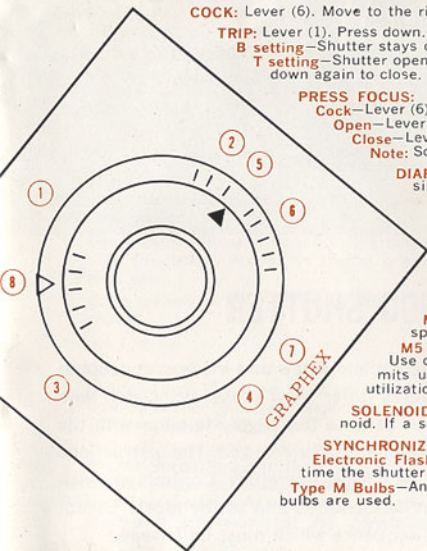 COCK: Lever (6). Move to the ri
TRIP: Lever (1). Press down.
B setting—Shutter stays o
T setting—Shutter open
down again to close.
PRESS FOCUS:
Cock—Lever (6)
Open—Lever
Close—Lev
Note: Sc
DIAF
si
2
5
1
6
8
7
3
4
GRAPHEX
M
sp
M5
Use o
mits u
utilizatio
SOLENOID
noid. If a s
SYNCHRONIZ
Electronic Flash
time the shutter
Type M Bulbs—An
bulbs are used.